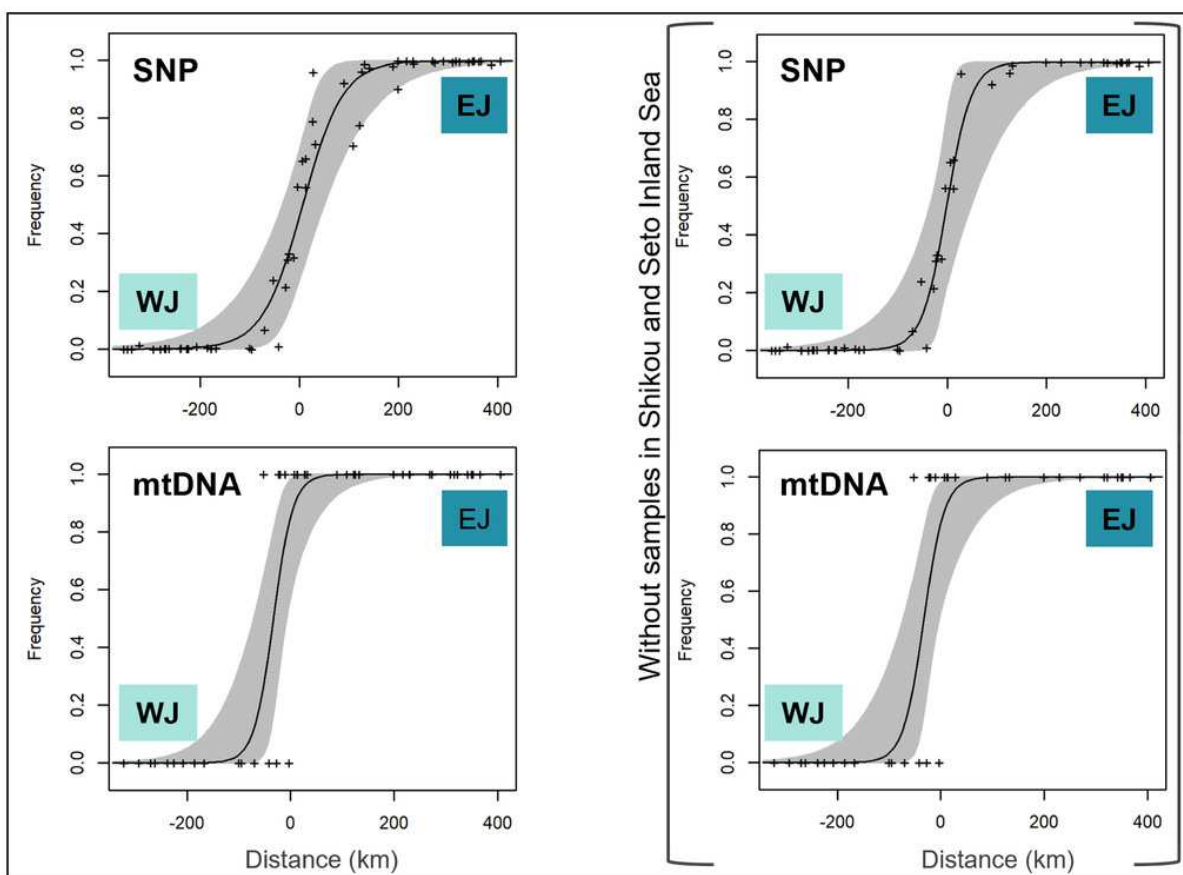 SNP
EJ
WJ
Frequency
0.0 0.2 0.4 0.6 0.8 1.0
-200 0 200 400
mtDNA
EJ
WJ
Frequency
0.0 0.2 0.4 0.6 0.8 1.0
-200 0 200 400
Distance (km)
Without samples in Shikou and Seto Inland Sea
SNP
EJ
WJ
Frequency
0.0 0.2 0.4 0.6 0.8 1.0
-200 0 200 400
mtDNA
EJ
WJ
Frequency
0.0 0.2 0.4 0.6 0.8 1.0
-200 0 200 400
Distance (km)